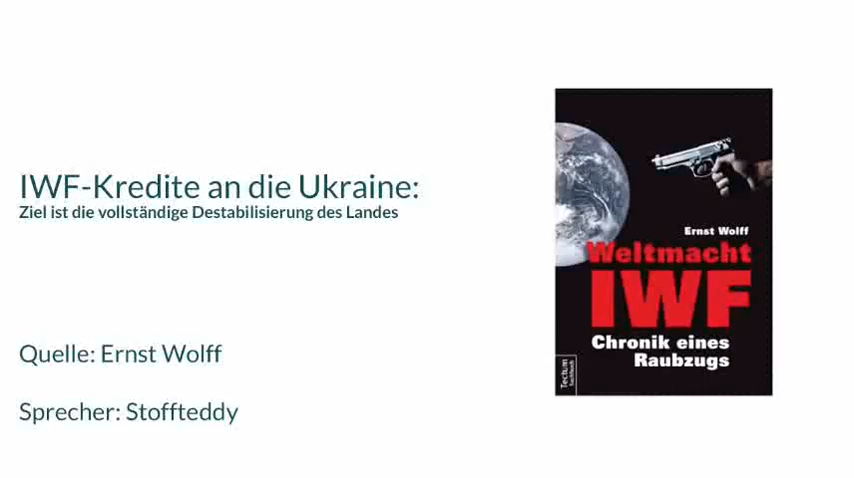 IWF-Kredite an die Ukraine:
Ziel ist die vollständige Destabilisierung des Landes
Quelle: Ernst Wolff
Sprecher: Stoffteddy
Ernst Wolff
Weltmacht
IWF
Chronik eines
Raubzugs
Tectum
Sachbuch